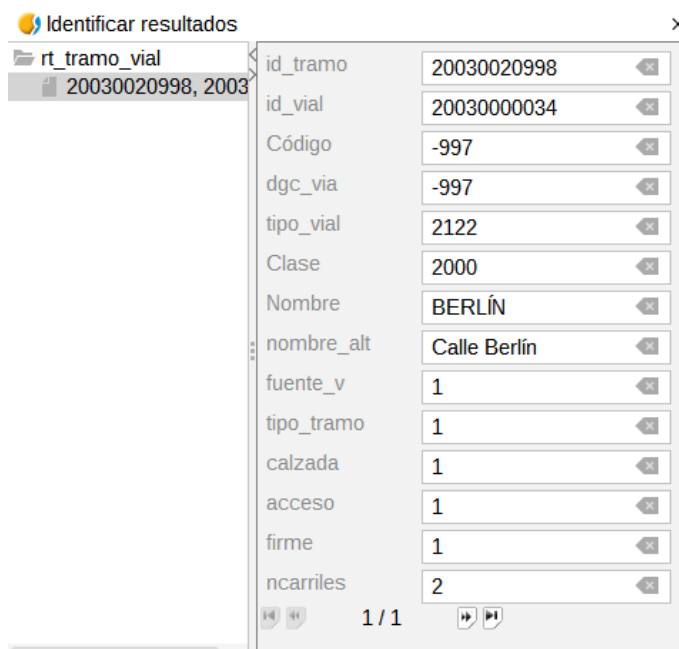 Identificar resultados
rt_tramo_vial
20030020998, 2003
id_tramo 20030020998
id_vial 20030000034
Código -997
dgc_via -997
tipo_vial 2122
Clase 2000
Nombre BERLÍN
nombre_alt Calle Berlín
fuente_v 1
tipo_tramo 1
calzada 1
acceso 1
firme 1
ncarriles 2
1 / 1